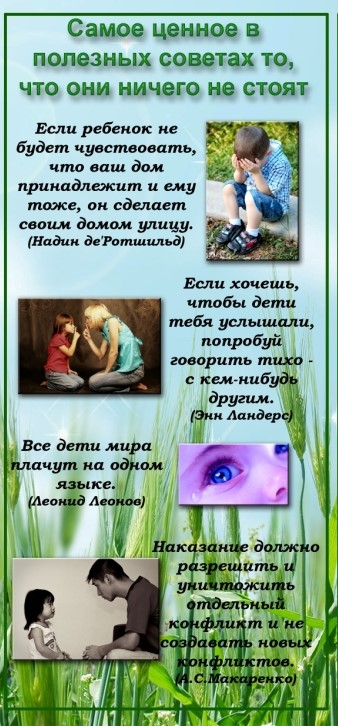 Самое ценное в
полезных советах то,
что они ничего не стоят
Если ребенок не
будет чувствовать,
что ваш дом
принадлежит и ему
тоже, он сделает
своим домом улицу.
(Надин де'Ротшильд)
Если хочешь,
чтобы дети
тебя услышали,
попробуй
говорить тихо -
с кем-нибудь
другим.
(Энн Ландерс)
Все дети мира
плачут на одном
языке.
(Леонид Леонов)
Наказание должно
разрешить и
уничтожить
отдельный
конфликт и не
создавать новых
конфликтов.
(А.С.Макаренко)